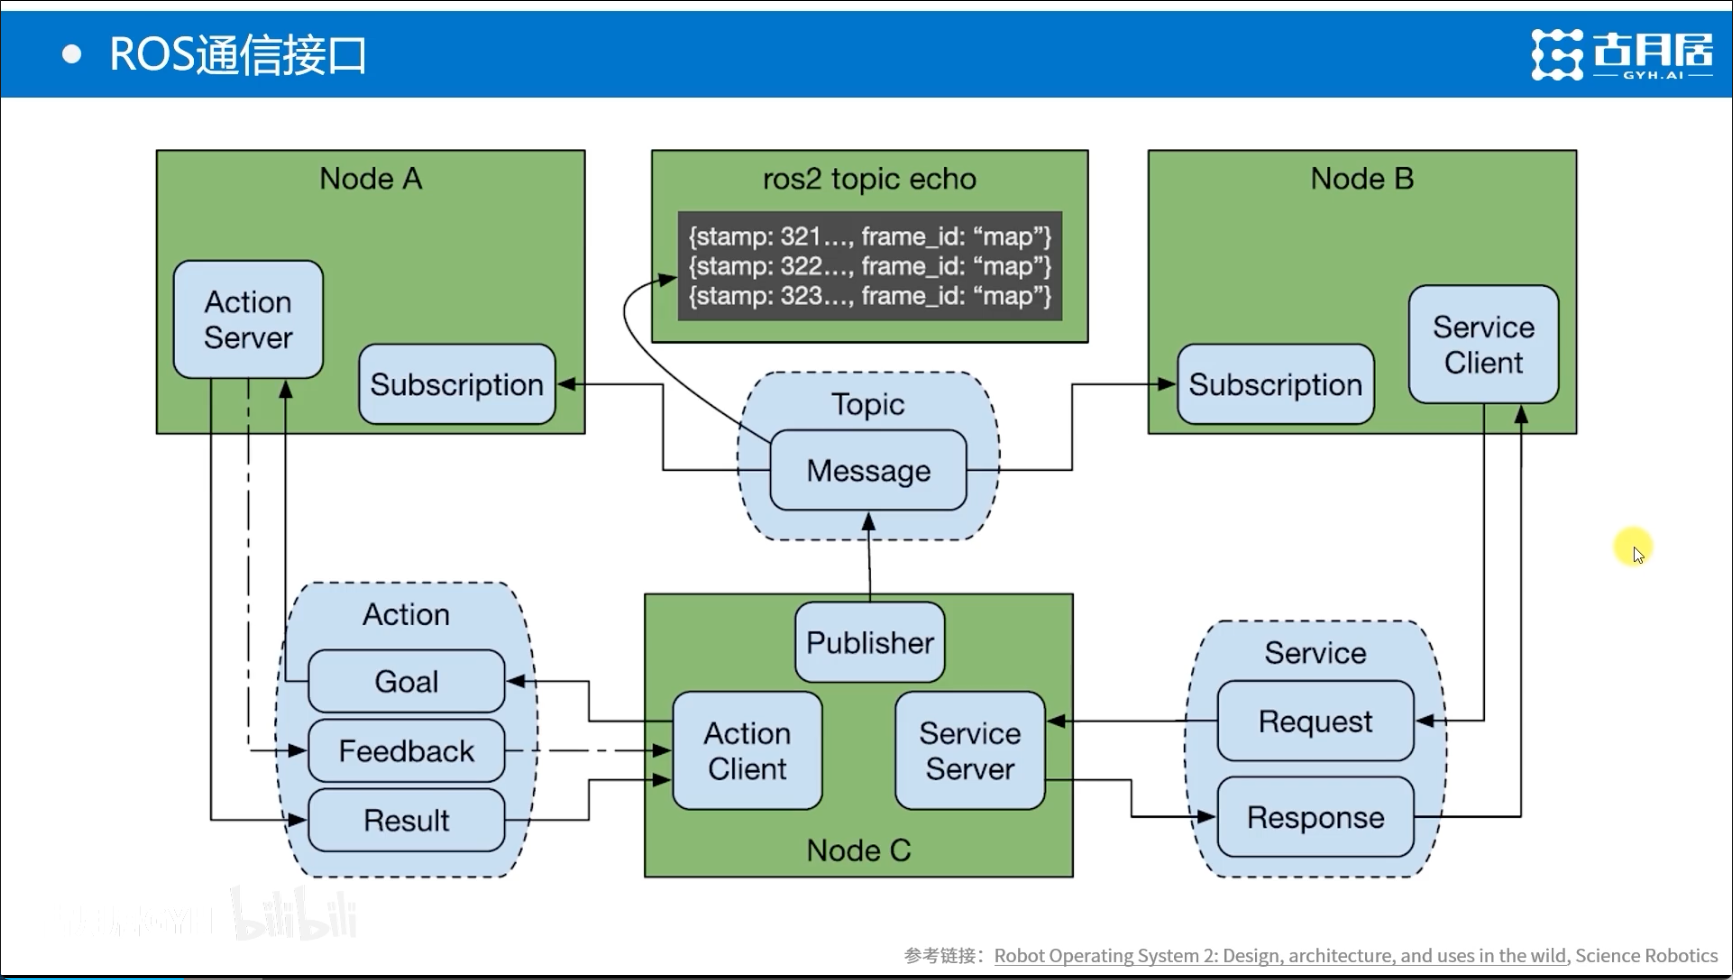 ROS通信接口
古月居
GYH.AI
Node A
ros2 topic echo
Node B
{stamp: 321..., frame_id: “map”}
{stamp: 322..., frame_id: “map”}
{stamp: 323..., frame_id: “map”}
Action
Server
Subscription
Topic
Message
Subscription
Service
Client
Action
Goal
Feedback
Result
Publisher
Action
Client
Service
Server
Node C
Service
Request
Response
bilibili
参考链接：Robot Operating System 2: Design, architecture, and uses in the wild, Science Robotics